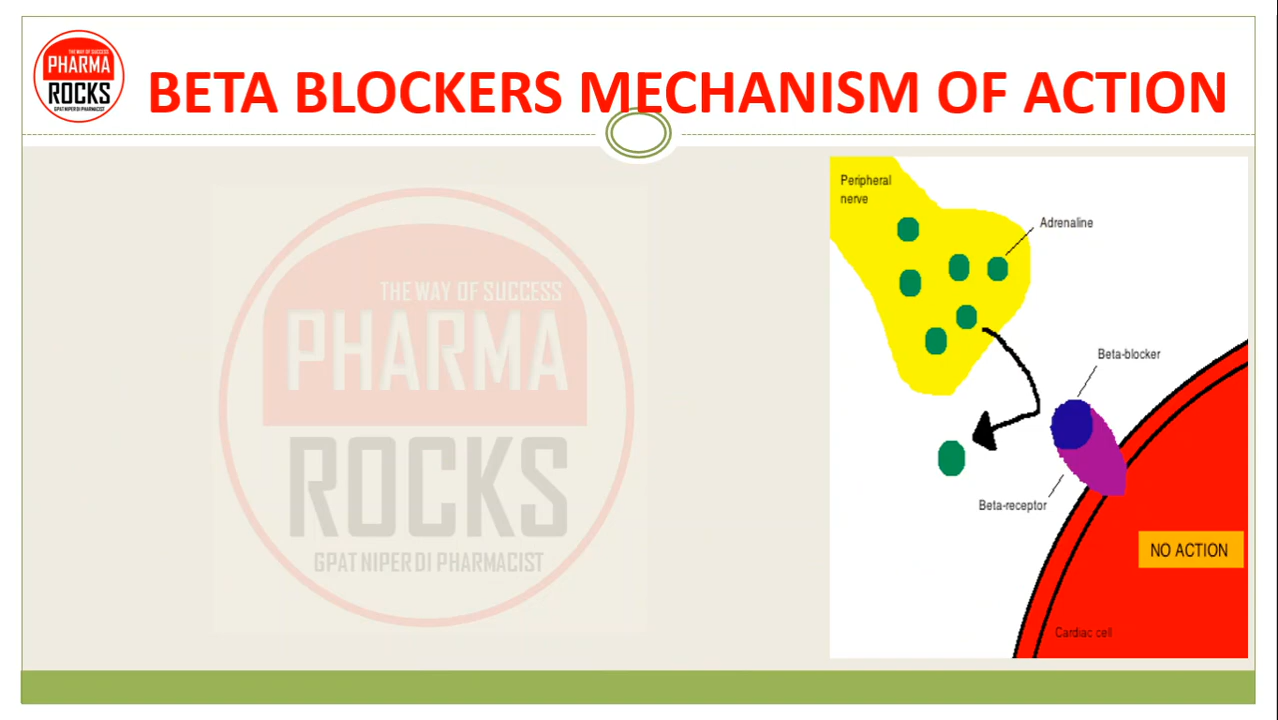 THE WAY OF SUCCESS
PHARMA
ROCKS
GPAT NIPER DI PHARMACIST
BETA BLOCKERS MECHANISM OF ACTION
THE WAY OF SUCCESS
PHARMA
ROCKS
GPAT NIPER DI PHARMACIST
Peripheral
nerve
Adrenaline
Beta-blocker
Beta-receptor
NO ACTION
Cardiac cell